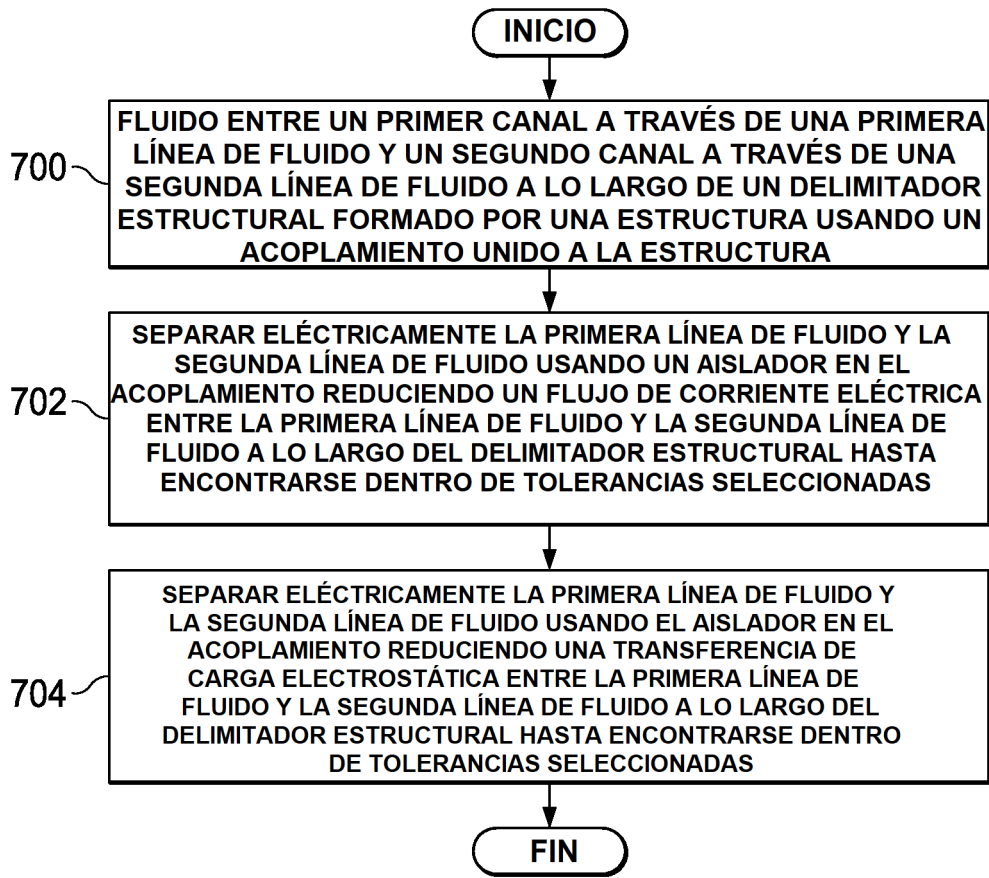 INICIO
700
FLUIDO ENTRE UN PRIMER CANAL A TRAVÉS DE UNA PRIMERA
LÍNEA DE FLUIDO Y UN SEGUNDO CANAL A TRAVÉS DE UNA
SEGUNDA LÍNEA DE FLUIDO A LO LARGO DE UN DELIMITADOR
ESTRUCTURAL FORMADO POR UNA ESTRUCTURA USANDO UN
ACOPLAMIENTO UNIDO A LA ESTRUCTURA
702
SEPARAR ELÉCTRICAMENTE LA PRIMERA LÍNEA DE FLUIDO Y LA
SEGUNDA LÍNEA DE FLUIDO USANDO UN AISLADOR EN EL
ACOPLAMIENTO REDUCIENDO UN FLUJO DE CORRIENTE ELÉCTRICA
ENTRE LA PRIMERA LÍNEA DE FLUIDO Y LA SEGUNDA LÍNEA DE
FLUIDO A LO LARGO DEL DELIMITADOR ESTRUCTURAL HASTA
ENCONTRARSE DENTRO DE TOLERANCIAS SELECCIONADAS
704
SEPARAR ELÉCTRICAMENTE LA PRIMERA LÍNEA DE FLUIDO Y
LA SEGUNDA LÍNEA DE FLUIDO USANDO EL AISLADOR EN EL
ACOPLAMIENTO REDUCIENDO UNA TRANSFERENCIA DE
CARGA ELECTROSTÁTICA ENTRE LA PRIMERA LÍNEA DE
FLUIDO Y LA SEGUNDA LÍNEA DE FLUIDO A LO LARGO DEL
DELIMITADOR ESTRUCTURAL HASTA ENCONTRARSE DENTRO
DE TOLERANCIAS SELECCIONADAS
FIN